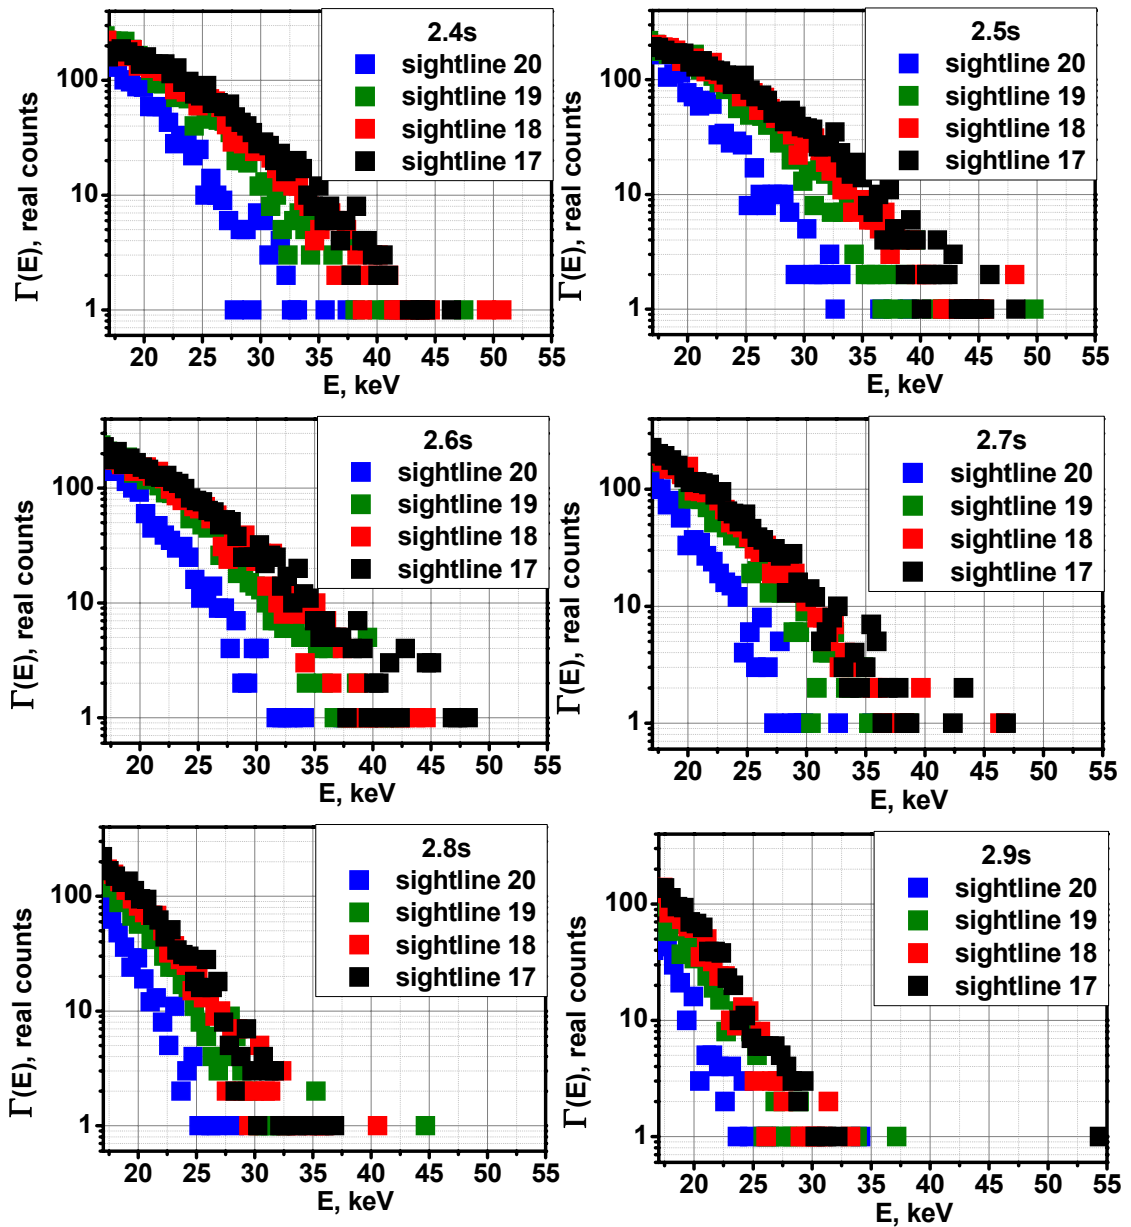 2.4s
sightline 20
sightline 19
sightline 18
sightline 17
Γ(E), real counts
100
10
1
20 25 30 35 40 45 50 55
E, keV
2.5s
sightline 20
sightline 19
sightline 18
sightline 17
Γ(E), real counts
100
10
1
20 25 30 35 40 45 50 55
E, keV
2.6s
sightline 20
sightline 19
sightline 18
sightline 17
Γ(E), real counts
100
10
1
20 25 30 35 40 45 50 55
E, keV
2.7s
sightline 20
sightline 19
sightline 18
sightline 17
Γ(E), real counts
100
10
1
20 25 30 35 40 45 50 55
E, keV
2.8s
sightline 20
sightline 19
sightline 18
sightline 17
Γ(E), real counts
100
10
1
20 25 30 35 40 45 50 55
E, keV
2.9s
sightline 20
sightline 19
sightline 18
sightline 17
Γ(E), real counts
100
10
1
20 25 30 35 40 45 50 55
E, keV